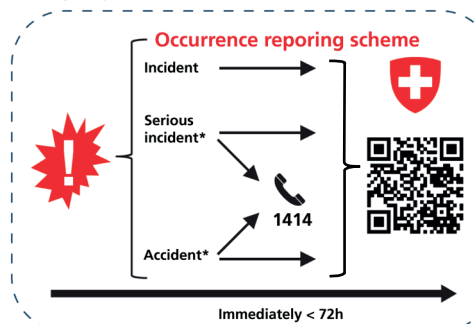 Occurrence reporing scheme
Incident
Serious
incident*
1414
Accident*
Immediately < 72h